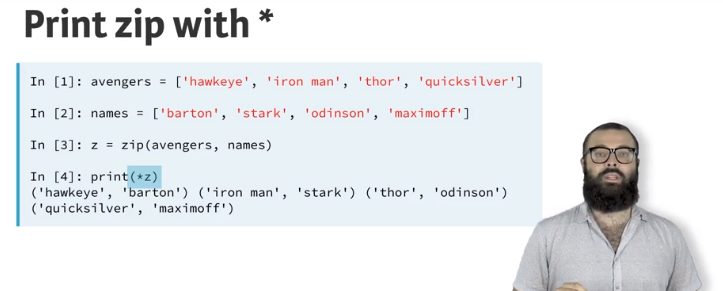 Print zip with *
In [1]: avengers = ['hawkeye', 'iron man', 'thor', 'quicksilver']
In [2]: names = ['barton', 'stark', 'odinson', 'maximoff']
In [3]: z = zip(avengers, names)
In [4]: print(*z)
('hawkeye', 'barton') ('iron man', 'stark') ('thor', 'odinson')
('quicksilver', 'maximoff')